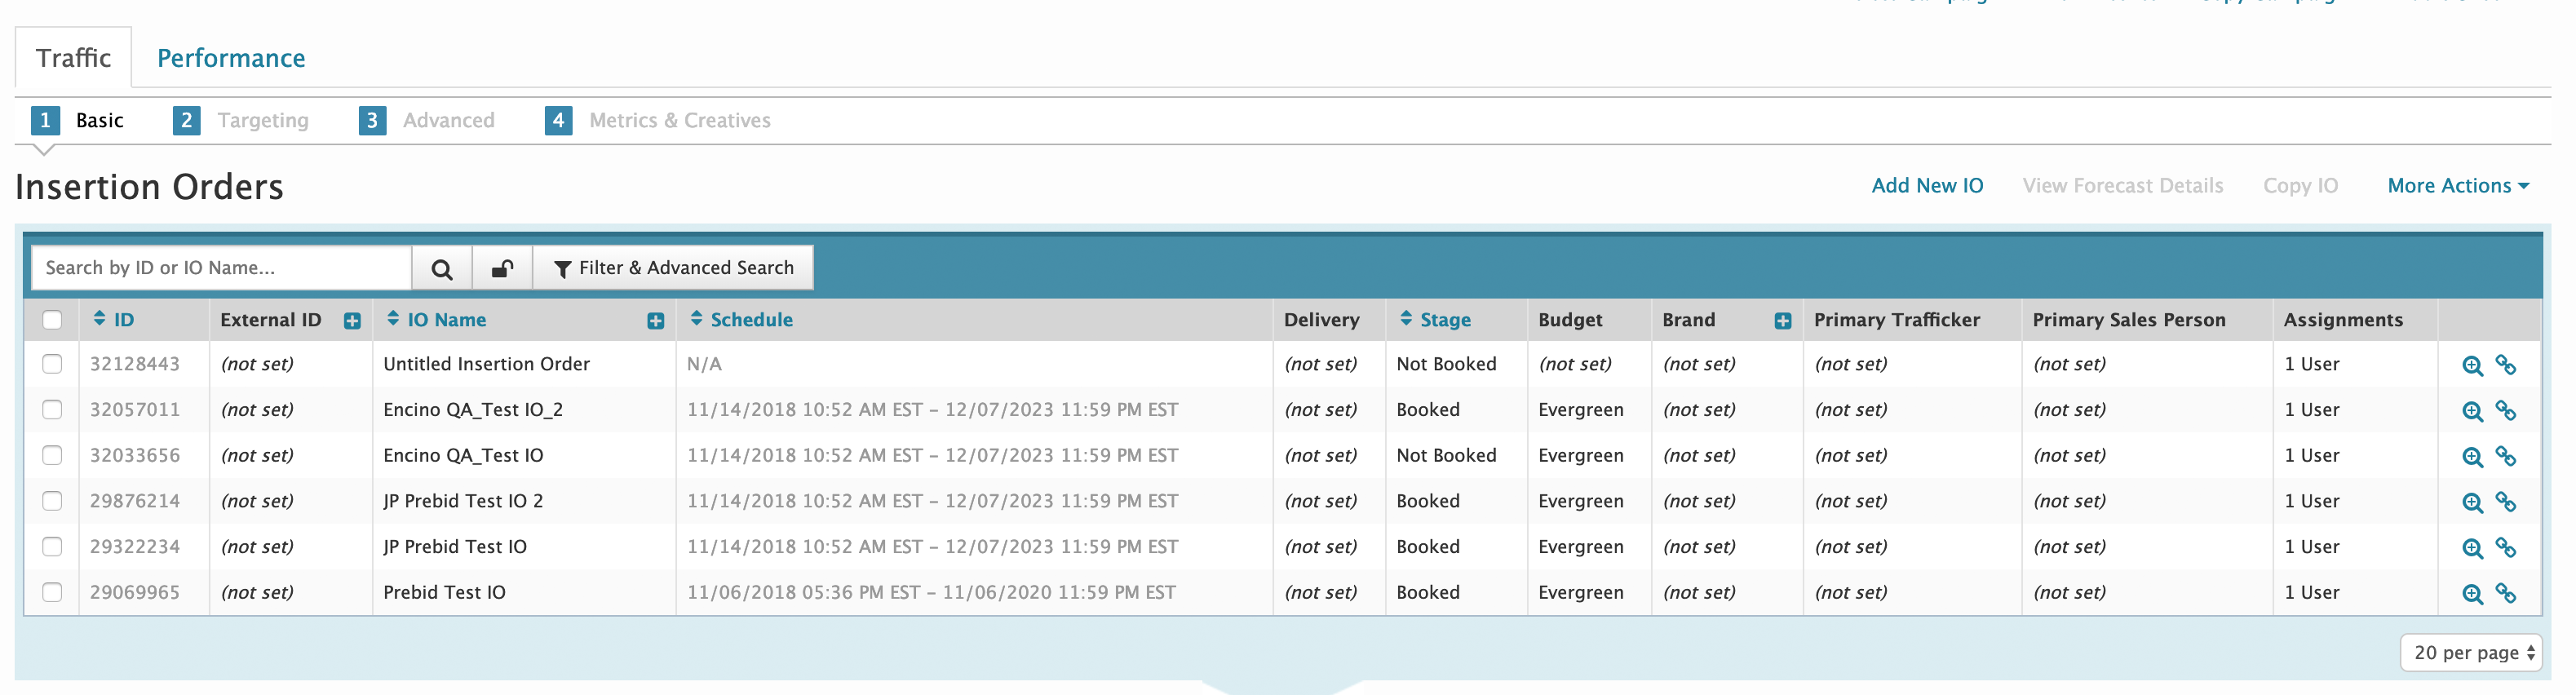 Traffic Performance
1 Basic 2 Targeting 3 Advanced 4 Metrics & Creatives
Insertion Orders Add New IO View Forecast Details Copy IO More Actions
Search by ID or IO Name... Filter & Advanced Search
ID External ID IO Name Schedule Delivery Stage Budget Brand Primary Trafficker Primary Sales Person Assignments
32128443 (not set) Untitled Insertion Order N/A (not set) Not Booked (not set) (not set) (not set) (not set) 1 User
32057011 (not set) Encino QA_Test IO_2 11/14/2018 10:52 AM EST – 12/07/2023 11:59 PM EST (not set) Booked Evergreen (not set) (not set) (not set) 1 User
32033656 (not set) Encino QA_Test IO 11/14/2018 10:52 AM EST – 12/07/2023 11:59 PM EST (not set) Not Booked Evergreen (not set) (not set) (not set) 1 User
29876214 (not set) JP Prebid Test IO 2 11/14/2018 10:52 AM EST – 12/07/2023 11:59 PM EST (not set) Booked Evergreen (not set) (not set) (not set) 1 User
29322234 (not set) JP Prebid Test IO 11/14/2018 10:52 AM EST – 12/07/2023 11:59 PM EST (not set) Booked Evergreen (not set) (not set) (not set) 1 User
29069965 (not set) Prebid Test IO 11/06/2018 05:36 PM EST – 11/06/2020 11:59 PM EST (not set) Booked Evergreen (not set) (not set) (not set) 1 User
20 per page